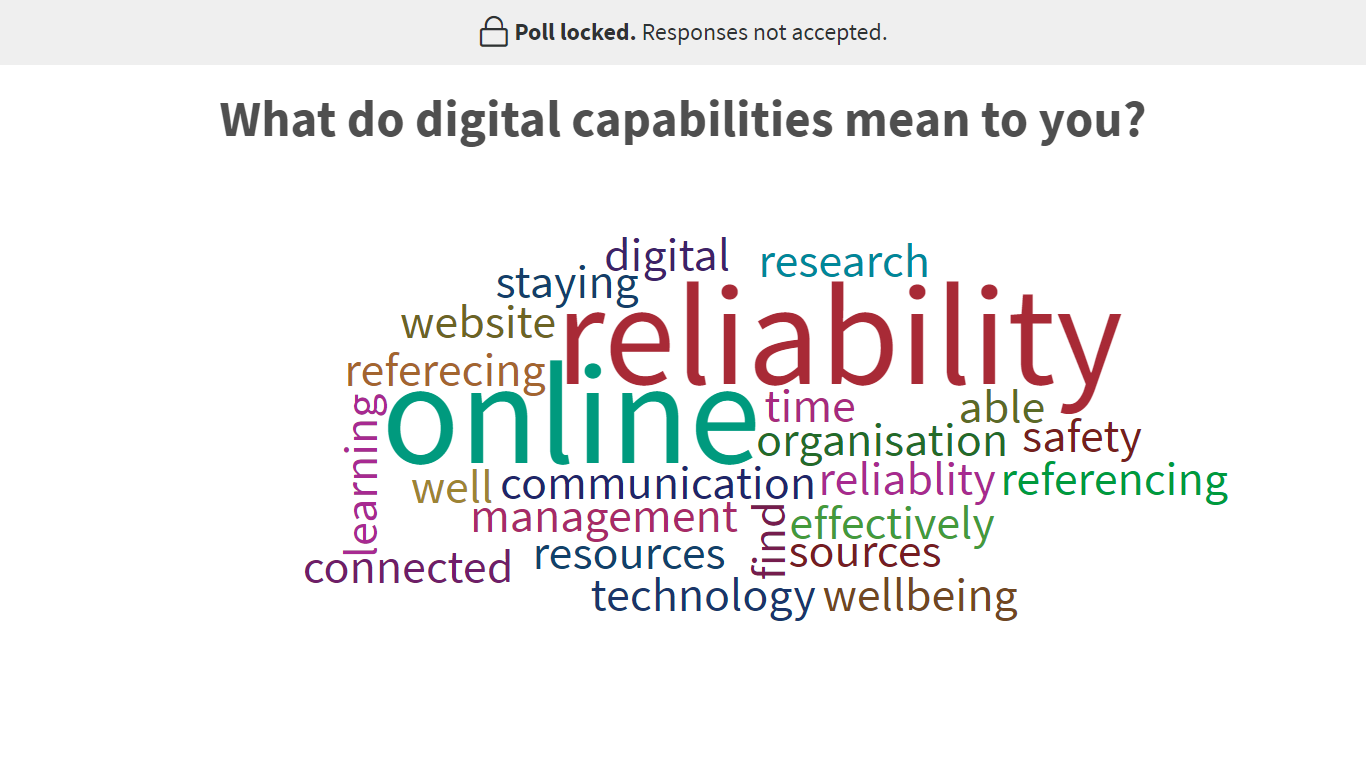 Poll locked. Responses not accepted.
What do digital capabilities mean to you?
digital
research
staying
reliability
website
referecing
online
time
able
learning
organisation
safety
well
communication
reliablity
referencing
management
find
effectively
connected
resources
sources
technology
wellbeing